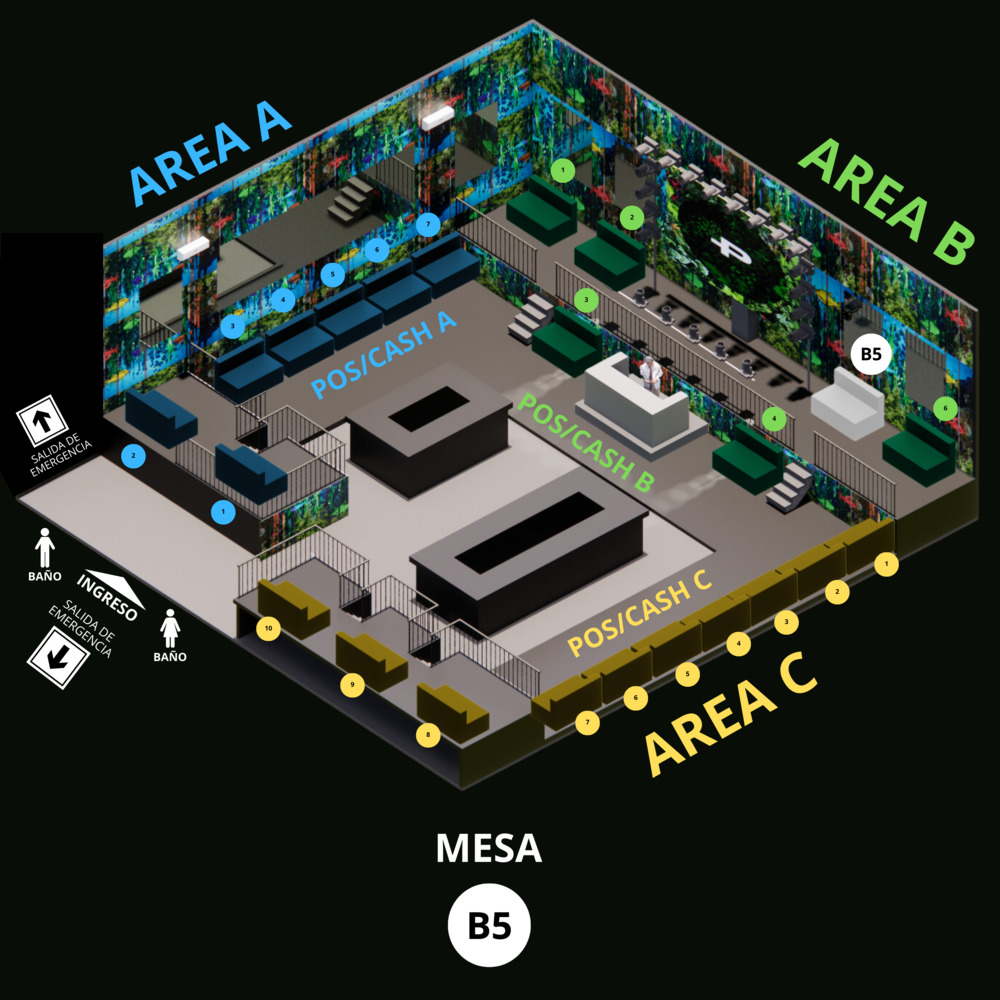 AREA A
AREA B
1
2
7
6
5
4
3
3
POS/CASH A
B5
6
4
POS/CASH B
SALIDA DE
EMERGENCIA
2
1
BAÑO
INGRESO
SALIDA DE
EMERGENCIA
BAÑO
POS/CASH C
1
2
3
4
5
6
7
10
9
8
AREA C
MESA
B5